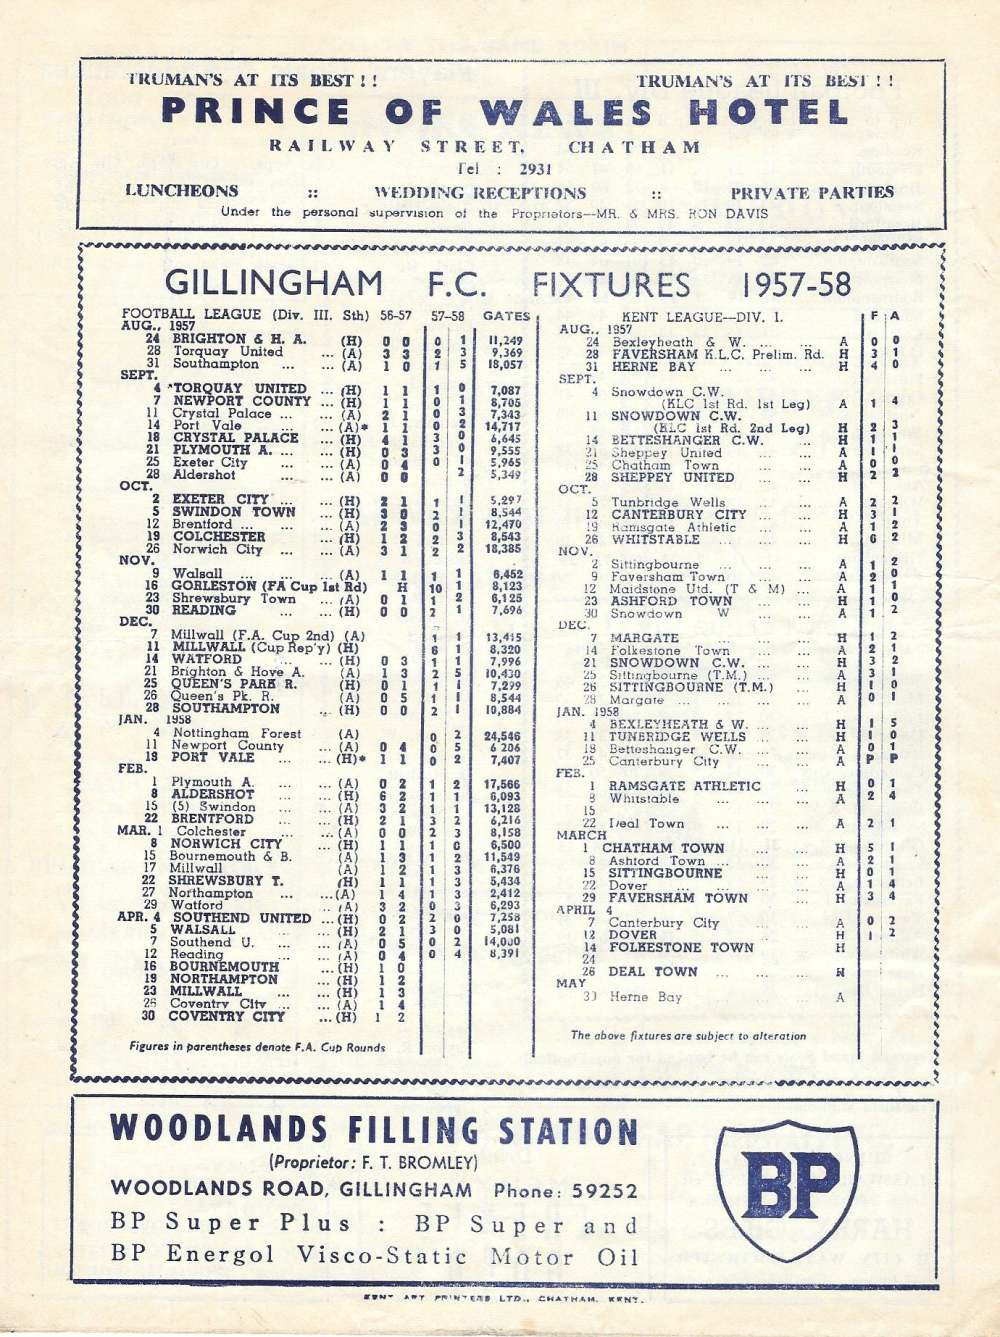 TRUMAN'S AT ITS BEST !! TRUMAN'S AT ITS BEST !!
PRINCE OF WALES HOTEL
RAILWAY STREET, CHATHAM
Tel : 2931
LUNCHEONS :: WEDDING RECEPTIONS :: PRIVATE PARTIES
Under the personal supervision of the Proprietors—MR. & MRS. RON DAVIS
GILLINGHAM F.C. FIXTURES 1957-58
FOOTBALL LEAGUE (Div. III. Sth) 56-57 57-58 GATES
AUG., 1957
24 BRIGHTON & H. A. (H) 0 0 0 1 11,249
28 Torquay United ... (A) 3 3 2 3 9,369
31 Southampton ... ... (A) 1 0 1 5 18,057
SEPT.
4 *TORQUAY UNITED ... (H) 1 1 1 0 7,087
7 NEWPORT COUNTY ... (H) 1 1 0 1 8,705
11 Crystal Palace ... ... (A) 2 1 0 3 7,343
14 Port Vale ... (A)* 1 1 0 2 14,717
18 CRYSTAL PALACE ... (H) 4 1 3 0 6,645
21 PLYMOUTH A. ... ... (H) 0 3 3 0 9,555
25 Exeter City ... ... (A) 0 4 0 1 5,965
28 Aldershot ... ... (A) 0 0 2 5,349
OCT.
2 EXETER CITY ... ... (H) 2 1 1 1 5,297
5 SWINDON TOWN ... (H) 3 0 2 1 8,544
12 Brentford ... ... (A) 2 3 0 1 12,470
19 COLCHESTER ... (H) 1 2 2 3 8,543
26 Norwich City ... ... (A) 3 1 2 2 18,385
NOV.
9 Walsall ... ... ... (A) 1 1 1 1 6,452
16 GORLESTON (FA Cup 1st Rd) H 10 1 8,123
23 Shrewsbury Town ... (A) 0 1 1 2 6,125
30 READING ... ... (H) 0 0 2 1 7,696
DEC.
7 Millwall (F.A. Cup 2nd) (A) 1 1 13,415
11 MILLWALL (Cup Rep'y) (H) 6 1 8,320
14 WATFORD ... ... (H) 0 3 1 1 7,996
21 Brighton & Hove A. (A) 1 3 2 5 10,430
25 QUEEN'S PARK R. (H) 0 1 1 1 7,299
26 Queen's Pk. R. (A) 0 5 1 1 8,544
28 SOUTHAMPTON ... (H) 0 0 2 1 10,884
JAN. 1958
4 Nottingham Forest (A) 0 2 24,546
11 Newport County ... (A) 0 4 0 5 6 206
18 PORT VALE ... ... (H)* 1 1 0 2 7,407
FEB.
1 Plymouth A. ... ... (A) 0 2 1 2 17,566
8 ALDERSHOT ... ... (H) 6 2 1 1 6,093
15 (5) Swindon ... ... (A) 3 2 1 1 13,128
22 BRENTFORD ... ... (H) 2 1 3 2 6,216
MAR. 1 Colchester ... ... (A) 0 0 2 3 8,158
8 NORWICH CITY ... (H) 1 1 1 0 6,500
15 Bournemouth & B. (A) 1 3 1 2 11,549
17 Millwall ... (A) 1 2 1 3 6,376
22 SHREWSBURY T. (H) 1 1 1 3 5,434
27 Northampton ... ...(A) 1 4 1 3 2,412
29 Watford ... ... (A) 3 2 0 3 6,293
APR. 4 SOUTHEND UNITED ... (H) 0 2 2 0 7,258
5 WALSALL ... ... (H) 2 1 3 0 5,081
7 Southend U. ... ... (A) 0 5 0 2 14,000
12 Reading ... ... (A) 0 4 0 4 8,391
16 BOURNEMOUTH ... (H) 1 0
19 NORTHAMPTON ... (H) 1 2
23 MILLWALL ... ... (H) 1 3
26 Coventry City ... (A) 1 4
30 COVENTRY CITY ... (H) 1 2
Figures in parentheses denote F.A. Cup Rounds
KENT LEAGUE—DIV. 1. F A
AUG., 1957
24 Bexleyheath & W. ... ... A 0 0
28 FAVERSHAM K.L.C. Prelim. Rd. H 3 1
31 HERNE BAY ... ... H 4 0
SEPT.
4 Snowdown C.W.
(KLC 1st Rd. 1st Leg) A 1 4
11 SNOWDOWN C.W.
(KLC 1st Rd. 2nd Leg) H 2 3
14 BETTESHANGER C.W. ... H 1 1
21 Sheppey United ... ... A 1 1
25 Chatham Town ... ... A 0 0
28 SHEPPEY UNITED ... H 2 2
OCT.
5 Tunbridge Wells ... ... A 2 2
12 CANTERBURY CITY ... ... H 3 1
19 Ramsgate Athletic ... A 1 2
26 WHITSTABLE ... ... H 6 2
NOV.
2 Sittingbourne ... ... A 1 2
9 Faversham Town ... ... A 2 0
12 Maidstone Utd. (T & M) ... A 1 1
23 ASHFORD TOWN ... ... H 1 0
30 Snowdown W ... ... A 1 2
DEC.
7 MARGATE ... ... ... H 1 2
14 Folkestone Town ... ... A 2 1
21 SNOWDOWN C.W. ... ... H 3 2
25 Sittingbourne (T.M.) ... ... A 3 1
26 SITTINGBOURNE (T.M.) ... H 1 0
28 Margate ... ... ... A 0 1
JAN. 1958
4 BEXLEYHEATH & W. ... H 1 5
11 TUNBRIDGE WELLS ... ... H 1 0
18 Betteshanger C.W. ... ... A 0 1
25 Canterbury City ... ... A P P
FEB.
1 RAMSGATE ATHLETIC ... H 0 1
8 Whitstable ... ... ... A 2 4
15
22 Deal Town ... ... ... A 2 1
MARCH
1 CHATHAM TOWN ... ... H 5 1
8 Ashford Town ... ... ... A 2 1
15 SITTINGBOURNE ... ... H 0 1
22 Dover ... ... ... ... A 1 4
29 FAVERSHAM TOWN ... ... H 3 4
APRIL 4
7 Canterbury City ... ... A 0 2
12 DOVER ... ... ... H 1 2
14 FOLKESTONE TOWN H
24
26 DEAL TOWN ... ... H
MAY
30 Herne Bay ... ... A
The above fixtures are subject to alteration
WOODLANDS FILLING STATION
(Proprietor: F. T. BROMLEY)
WOODLANDS ROAD, GILLINGHAM Phone: 59252
BP Super Plus : BP Super and
BP Energol Visco-Static Motor Oil
BP
KENT ART PRINTERS LTD., CHATHAM, KENT.